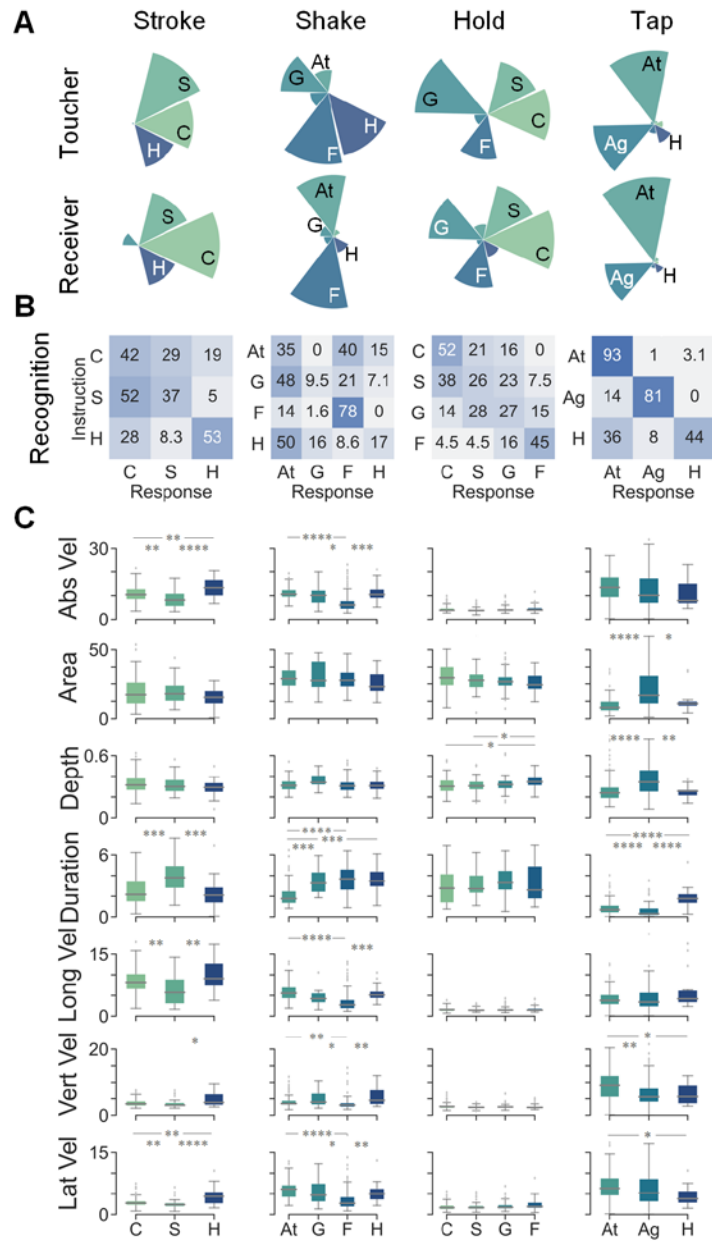 A
Stroke Shake Hold Tap
Toucher
S C H
At G H F
G S C F
At Ag H
Receiver
S C H
At G H F
G S C F
At Ag H
B
Recognition
Instruction
C 42 29 19
S 52 37 5
H 28 8.3 53
C S H
Response
At 35 0 40 15
G 48 9.5 21 7.1
F 14 1.6 78 0
H 50 16 8.6 17
At G F H
Response
C 52 21 16 0
S 38 26 23 7.5
G 14 28 27 15
F 4.5 4.5 16 45
C S G F
Response
At 93 1 3.1
Ag 14 81 0
H 36 8 44
At Ag H
Response
C
Abs Vel
30
0
** ** ****
**** * ***
Area
50
0
**** *
Depth
0.6
0
* *
**** **
Duration
6
0
*** ***
**** *** ***
**** **** ****
Long Vel
15
0
** **
**** ***
Vert Vel
20
0
*
** * **
* **
Lat Vel
15
0
** ** ****
**** * **
*
C S H At G F H C S G F At Ag H